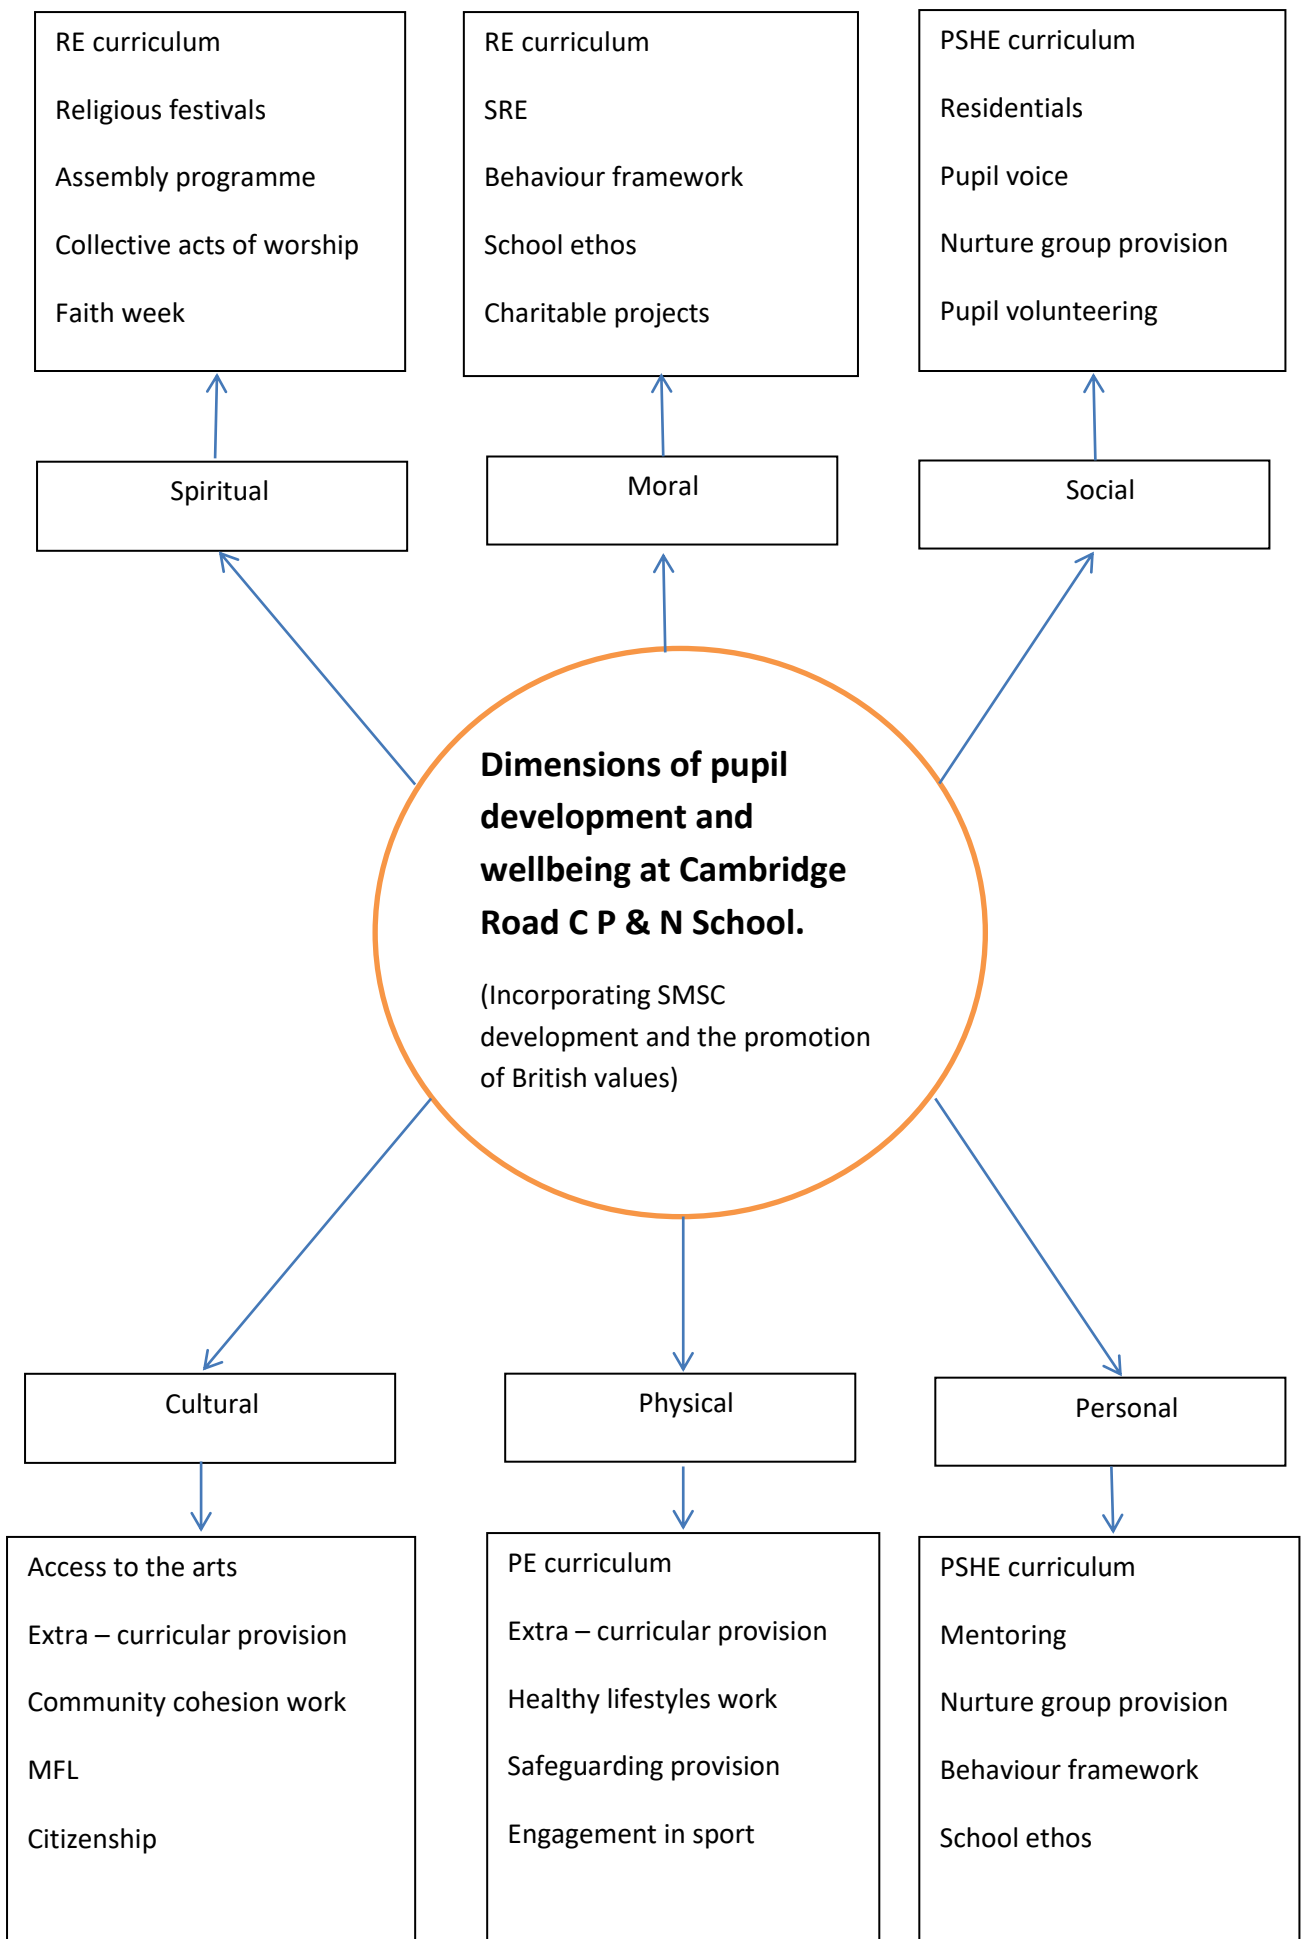 RE curriculum
Religious festivals
Assembly programme
Collective acts of worship
Faith week
RE curriculum
SRE
Behaviour framework
School ethos
Charitable projects
PSHE curriculum
Residentials
Pupil voice
Nurture group provision
Pupil volunteering
Spiritual
Moral
Social
Dimensions of pupil
development and
wellbeing at Cambridge
Road C P & N School.
(Incorporating SMSC
development and the promotion
of British values)
Cultural
Physical
Personal
Access to the arts
Extra – curricular provision
Community cohesion work
MFL
Citizenship
PE curriculum
Extra – curricular provision
Healthy lifestyles work
Safeguarding provision
Engagement in sport
PSHE curriculum
Mentoring
Nurture group provision
Behaviour framework
School ethos